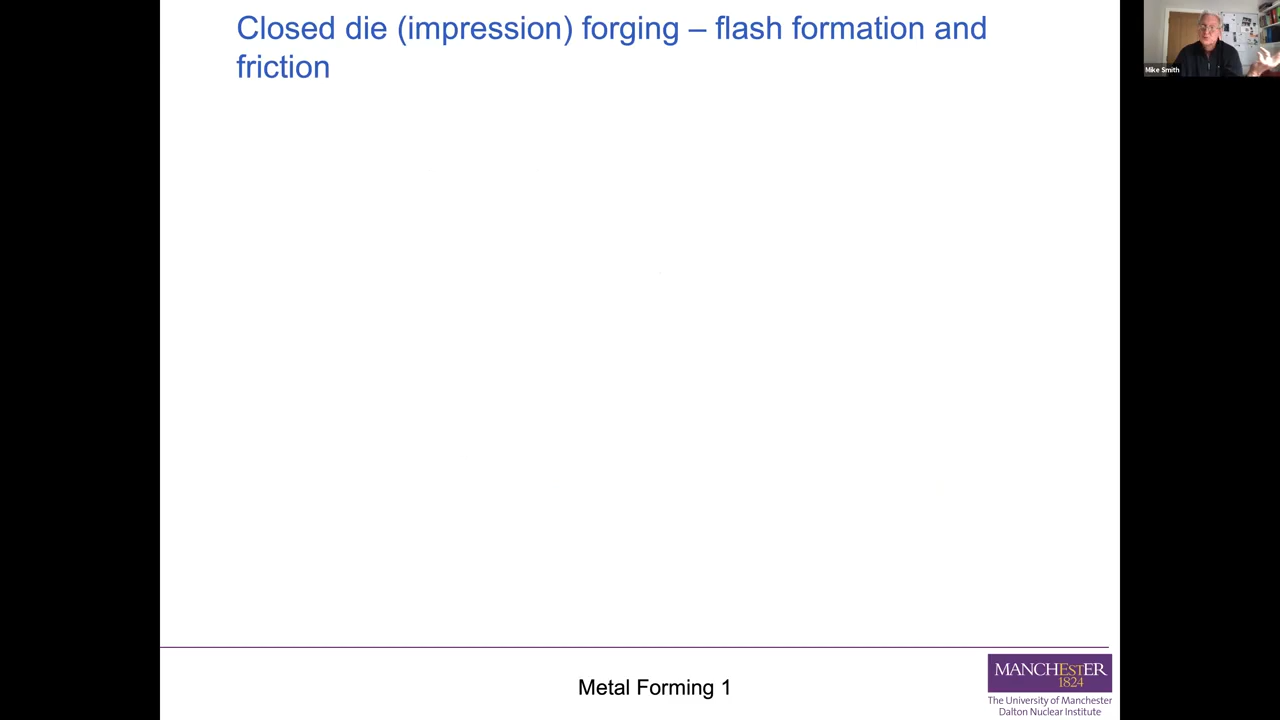 Closed die (impression) forging – flash formation and
friction
Mike Smith
Metal Forming 1
MANCHESTER
1824
The University of Manchester
Dalton Nuclear Institute